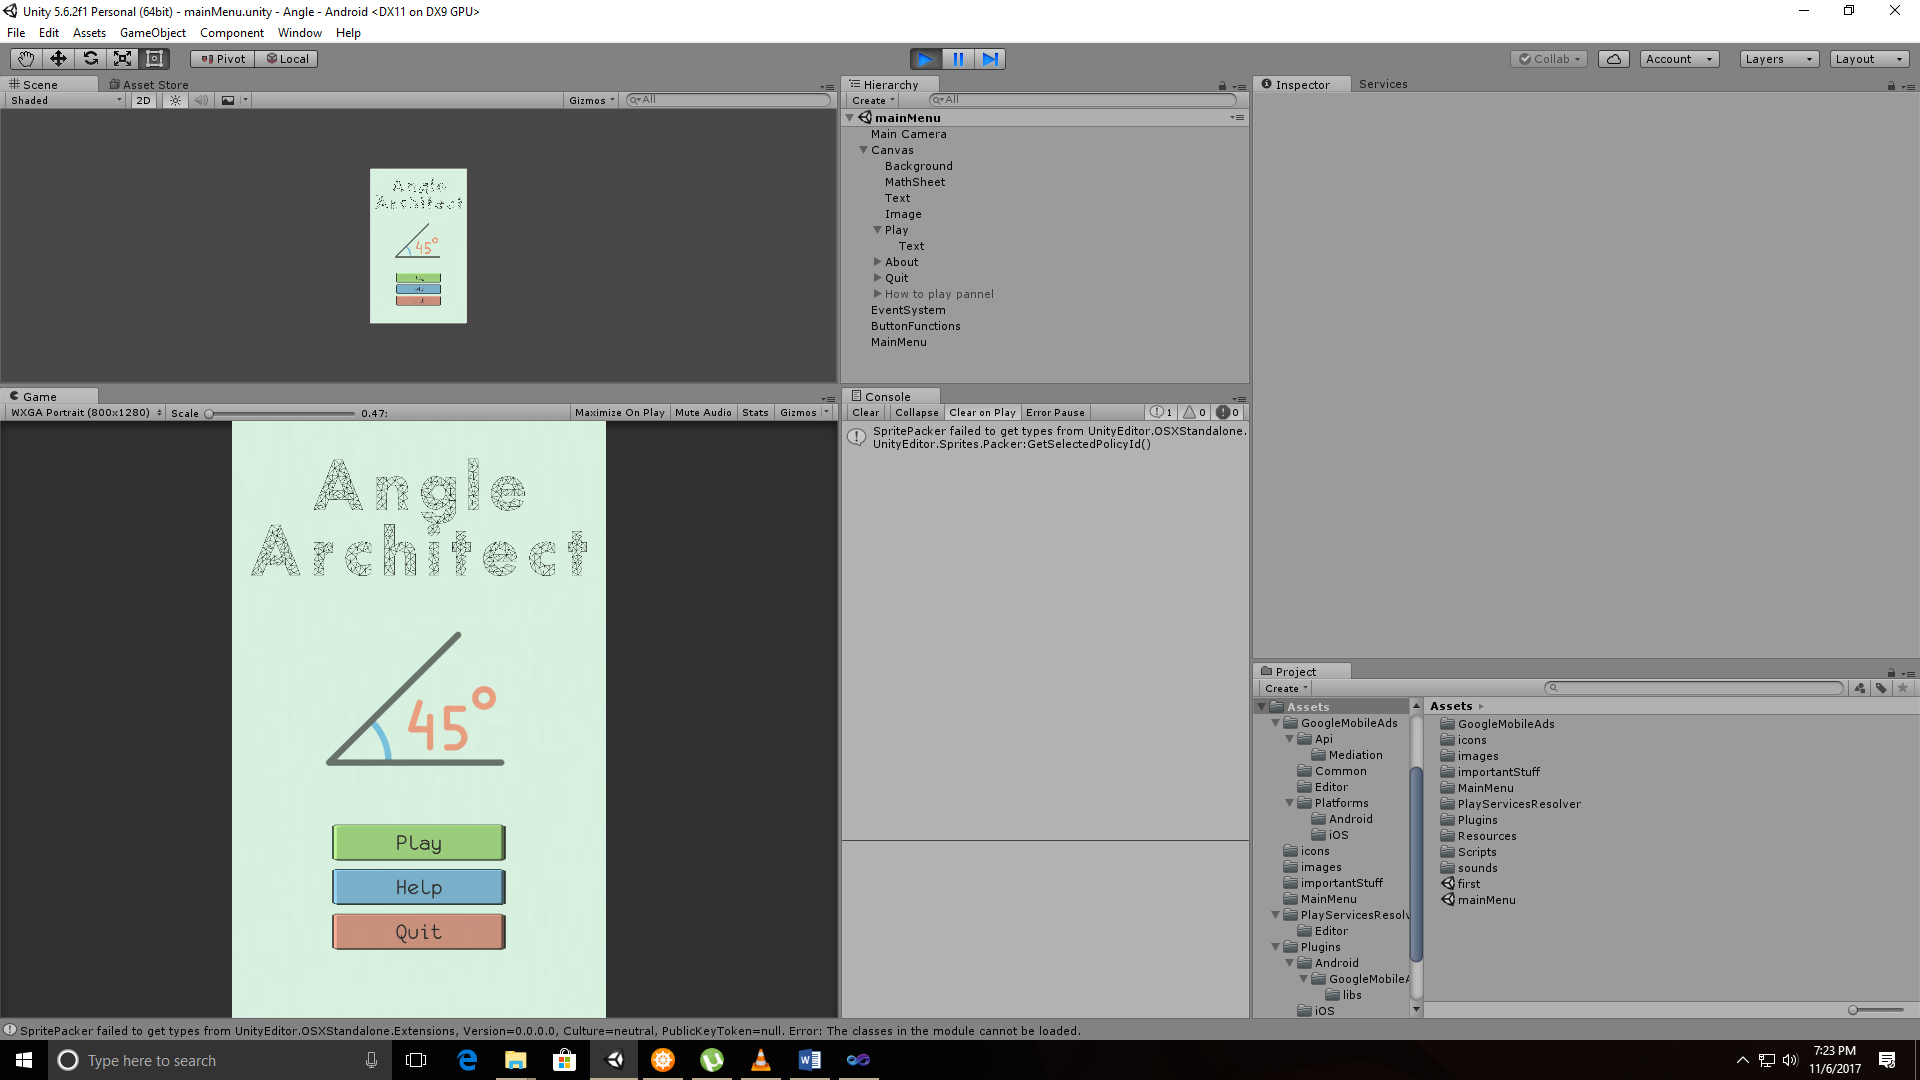 Unity 5.6.2f1 Personal (64bit) - mainMenu.unity - Angle - Android <DX11 on DX9 GPU>
File Edit Assets GameObject Component Window Help
Pivot Local Collab Account Layers Layout
Scene Asset Store
Shaded 2D Gizmos All
Angle
Architect
45°
Hierarchy
Create All
mainMenu
Main Camera
Canvas
Background
MathSheet
Text
Image
Play
Text
About
Quit
How to play pannel
EventSystem
ButtonFunctions
MainMenu
Inspector Services
Game
WXGA Portrait (800x1280) Scale 0.47: Maximize On Play Mute Audio Stats Gizmos
Angle
Architect
45°
Play
Help
Quit
Console
Clear Collapse Clear on Play Error Pause 1 0 0
SpritePacker failed to get types from UnityEditor.OSXStandalone.
UnityEditor.Sprites.Packer:GetSelectedPolicyId()
Project
Create
Assets
GoogleMobileAds
Api
Mediation
Common
Editor
Platforms
Android
iOS
icons
images
importantStuff
MainMenu
PlayServicesResolv
Editor
Plugins
Android
GoogleMobileA
libs
iOS
Assets
GoogleMobileAds
icons
images
importantStuff
MainMenu
PlayServicesResolver
Plugins
Resources
Scripts
sounds
first
mainMenu
SpritePacker failed to get types from UnityEditor.OSXStandalone.Extensions, Version=0.0.0.0, Culture=neutral, PublicKeyToken=null. Error: The classes in the module cannot be loaded.
Type here to search
7:23 PM
11/6/2017